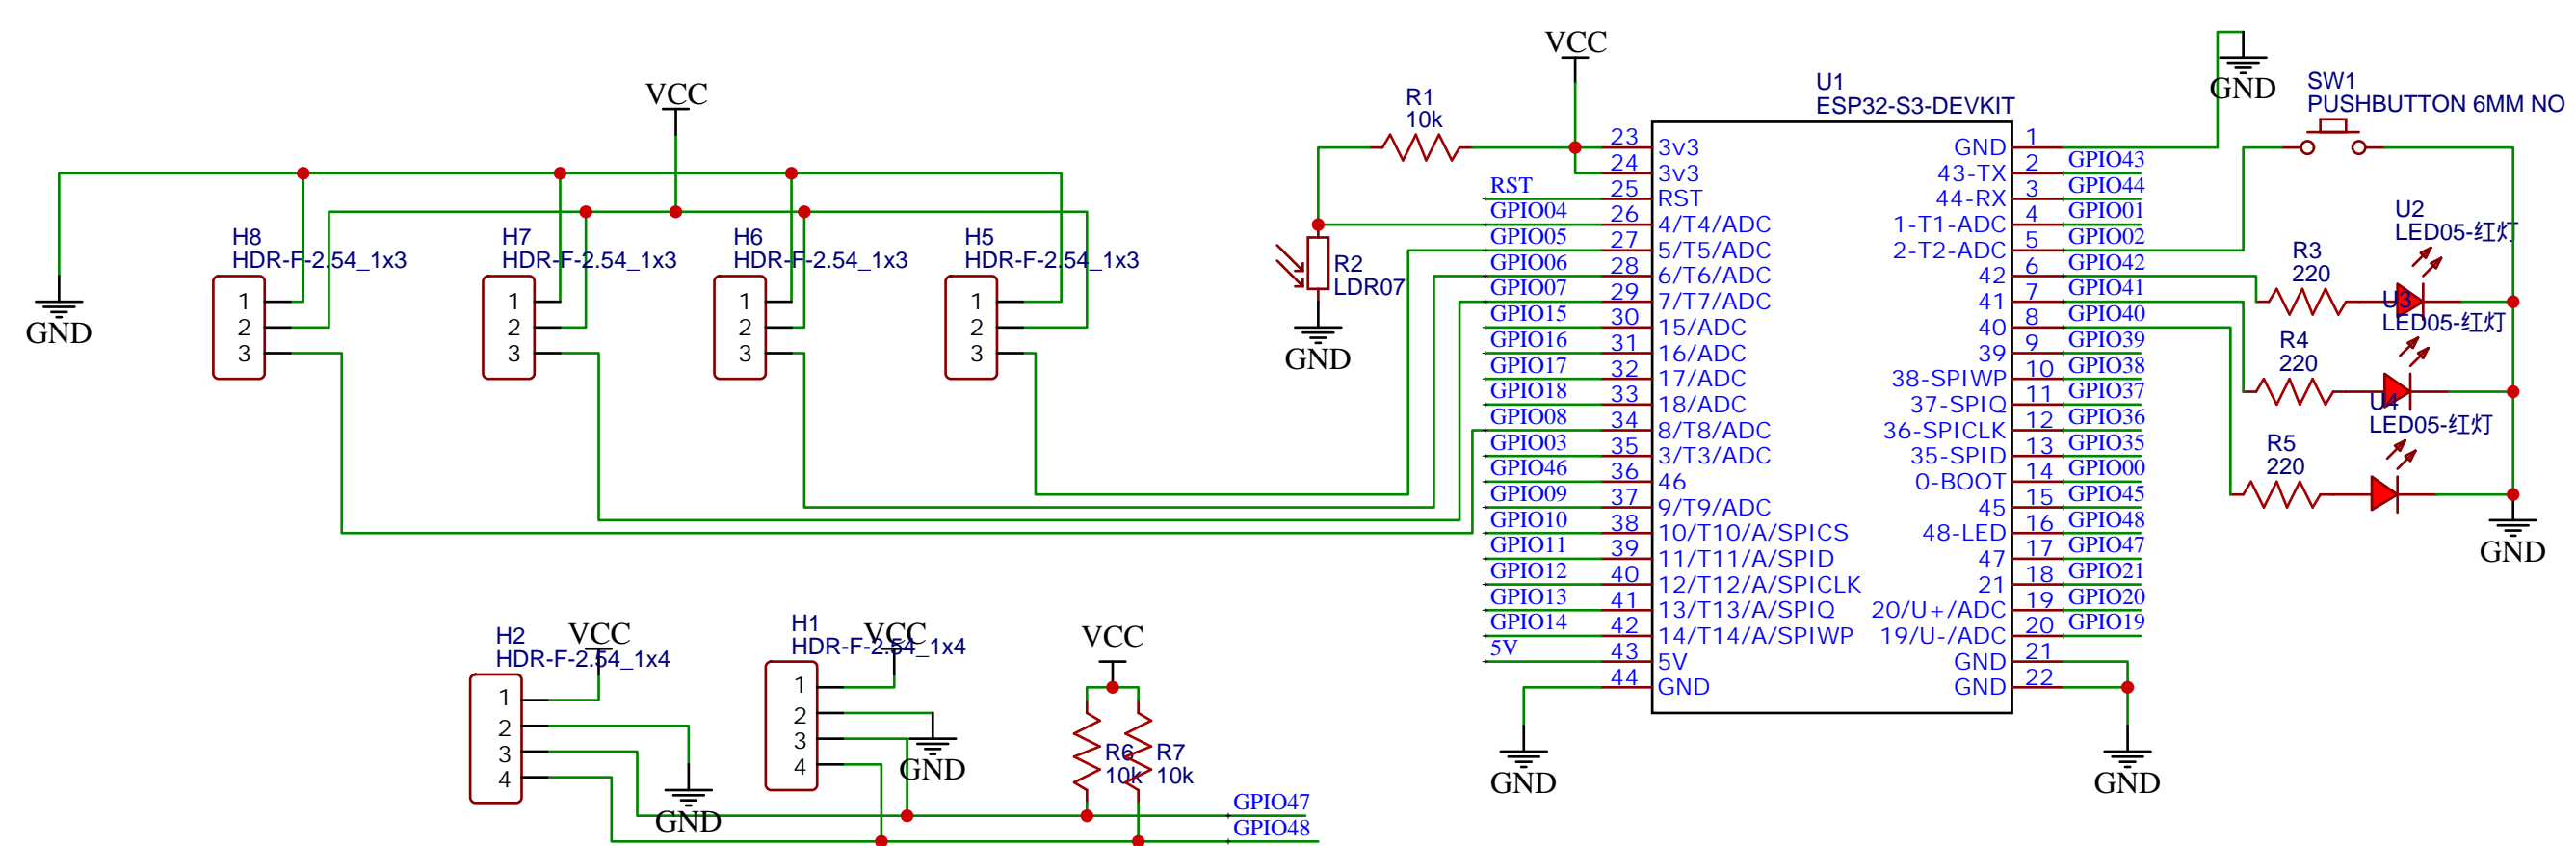 VCC
GND
H8
HDR-F-2.54_1x3
1
2
3
H7
HDR-F-2.54_1x3
1
2
3
H6
HDR-F-2.54_1x3
1
2
3
H5
HDR-F-2.54_1x3
1
2
3
H2
HDR-F-2.54_1x4
VCC
1
2
3
4
GND
H1
HDR-F-2.54_1x4
VCC
1
2
3
4
GND
VCC
R6
10k
R7
10k
GPIO47
GPIO48
VCC
R1
10k
R2
LDR07
GND
U1
ESP32-S3-DEVKIT
23 3v3
24 3v3
RST 25 RST
GPIO04 26 4/T4/ADC
GPIO05 27 5/T5/ADC
GPIO06 28 6/T6/ADC
GPIO07 29 7/T7/ADC
GPIO15 30 15/ADC
GPIO16 31 16/ADC
GPIO17 32 17/ADC
GPIO18 33 18/ADC
GPIO08 34 8/T8/ADC
GPIO03 35 3/T3/ADC
GPIO46 36 46
GPIO09 37 9/T9/ADC
GPIO10 38 10/T10/A/SPICS
GPIO11 39 11/T11/A/SPID
GPIO12 40 12/T12/A/SPICLK
GPIO13 41 13/T13/A/SPIQ
GPIO14 42 14/T14/A/SPIWP
5V 43 5V
44 GND
GND
GND 1
43-TX 2 GPIO43
44-RX 3 GPIO44
1-T1-ADC 4 GPIO01
2-T2-ADC 5 GPIO02
42 6 GPIO42
41 7 GPIO41
40 8 GPIO40
39 9 GPIO39
38-SPIWP 10 GPIO38
37-SPIQ 11 GPIO37
36-SPICLK 12 GPIO36
35-SPID 13 GPIO35
0-BOOT 14 GPIO00
45 15 GPIO45
48-LED 16 GPIO48
47 17 GPIO47
21 18 GPIO21
20/U+/ADC 19 GPIO20
19/U-/ADC 20 GPIO19
GND 21
GND 22
GND
GND
SW1
PUSHBUTTON 6MM NO
U2
LED05-红灯
R3
220
U3
LED05-红灯
R4
220
U4
LED05-红灯
R5
220
GND